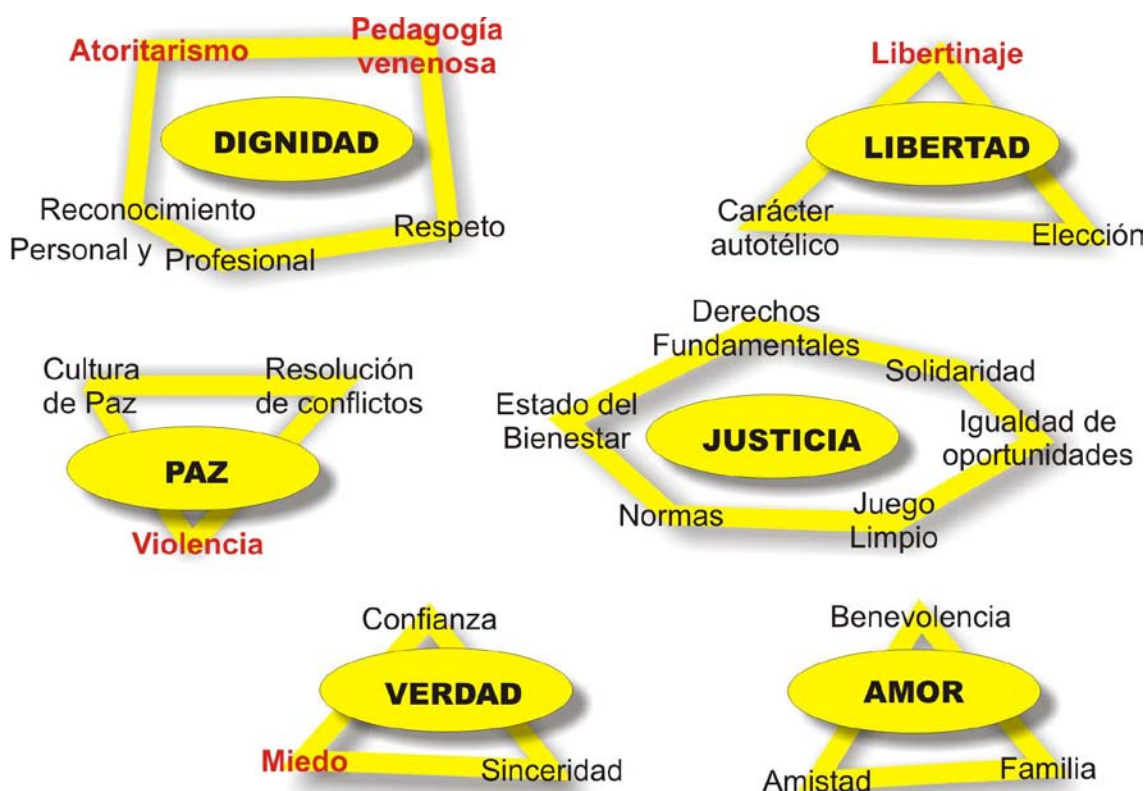 Atoritarismo
Pedagogía
venenosa
DIGNIDAD
Reconocimiento
Personal y Profesional
Respeto
Libertinaje
LIBERTAD
Carácter
autotélico
Elección
Cultura
de Paz
Resolución
de conflictos
PAZ
Violencia
Derechos
Fundamentales
Solidaridad
Estado del
Bienestar
JUSTICIA
Igualdad de
oportunidades
Normas
Juego
Limpio
Confianza
VERDAD
Miedo
Sinceridad
Benevolencia
AMOR
Amistad
Familia